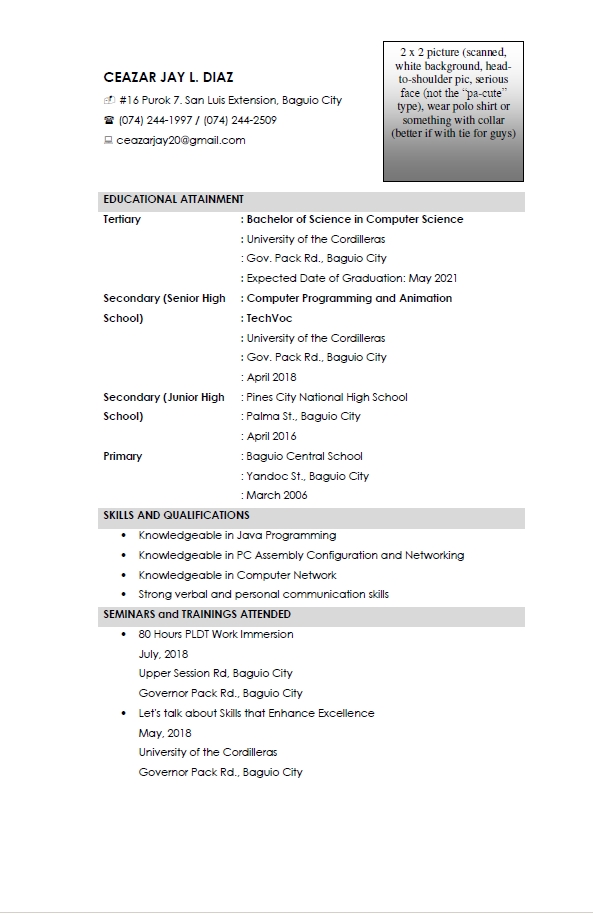 CEAZAR JAY L. DIAZ
#16 Purok 7. San Luis Extension, Baguio City
(074) 244-1997 / (074) 244-2509
ceazarjay20@gmail.com
2 x 2 picture (scanned,
white background, head-
to-shoulder pic, serious
face (not the “pa-cute”
type), wear polo shirt or
something with collar
(better if with tie for guys)
EDUCATIONAL ATTAINMENT
Tertiary : Bachelor of Science in Computer Science
: University of the Cordilleras
: Gov. Pack Rd., Baguio City
: Expected Date of Graduation: May 2021
Secondary (Senior High : Computer Programming and Animation
School) : TechVoc
: University of the Cordilleras
: Gov. Pack Rd., Baguio City
: April 2018
Secondary (Junior High : Pines City National High School
School) : Palma St., Baguio City
: April 2016
Primary : Baguio Central School
: Yandoc St., Baguio City
: March 2006
SKILLS AND QUALIFICATIONS
• Knowledgeable in Java Programming
• Knowledgeable in PC Assembly Configuration and Networking
• Knowledgeable in Computer Network
• Strong verbal and personal communication skills
SEMINARS and TRAININGS ATTENDED
• 80 Hours PLDT Work Immersion
July, 2018
Upper Session Rd, Baguio City
Governor Pack Rd., Baguio City
• Let's talk about Skills that Enhance Excellence
May, 2018
University of the Cordilleras
Governor Pack Rd., Baguio City